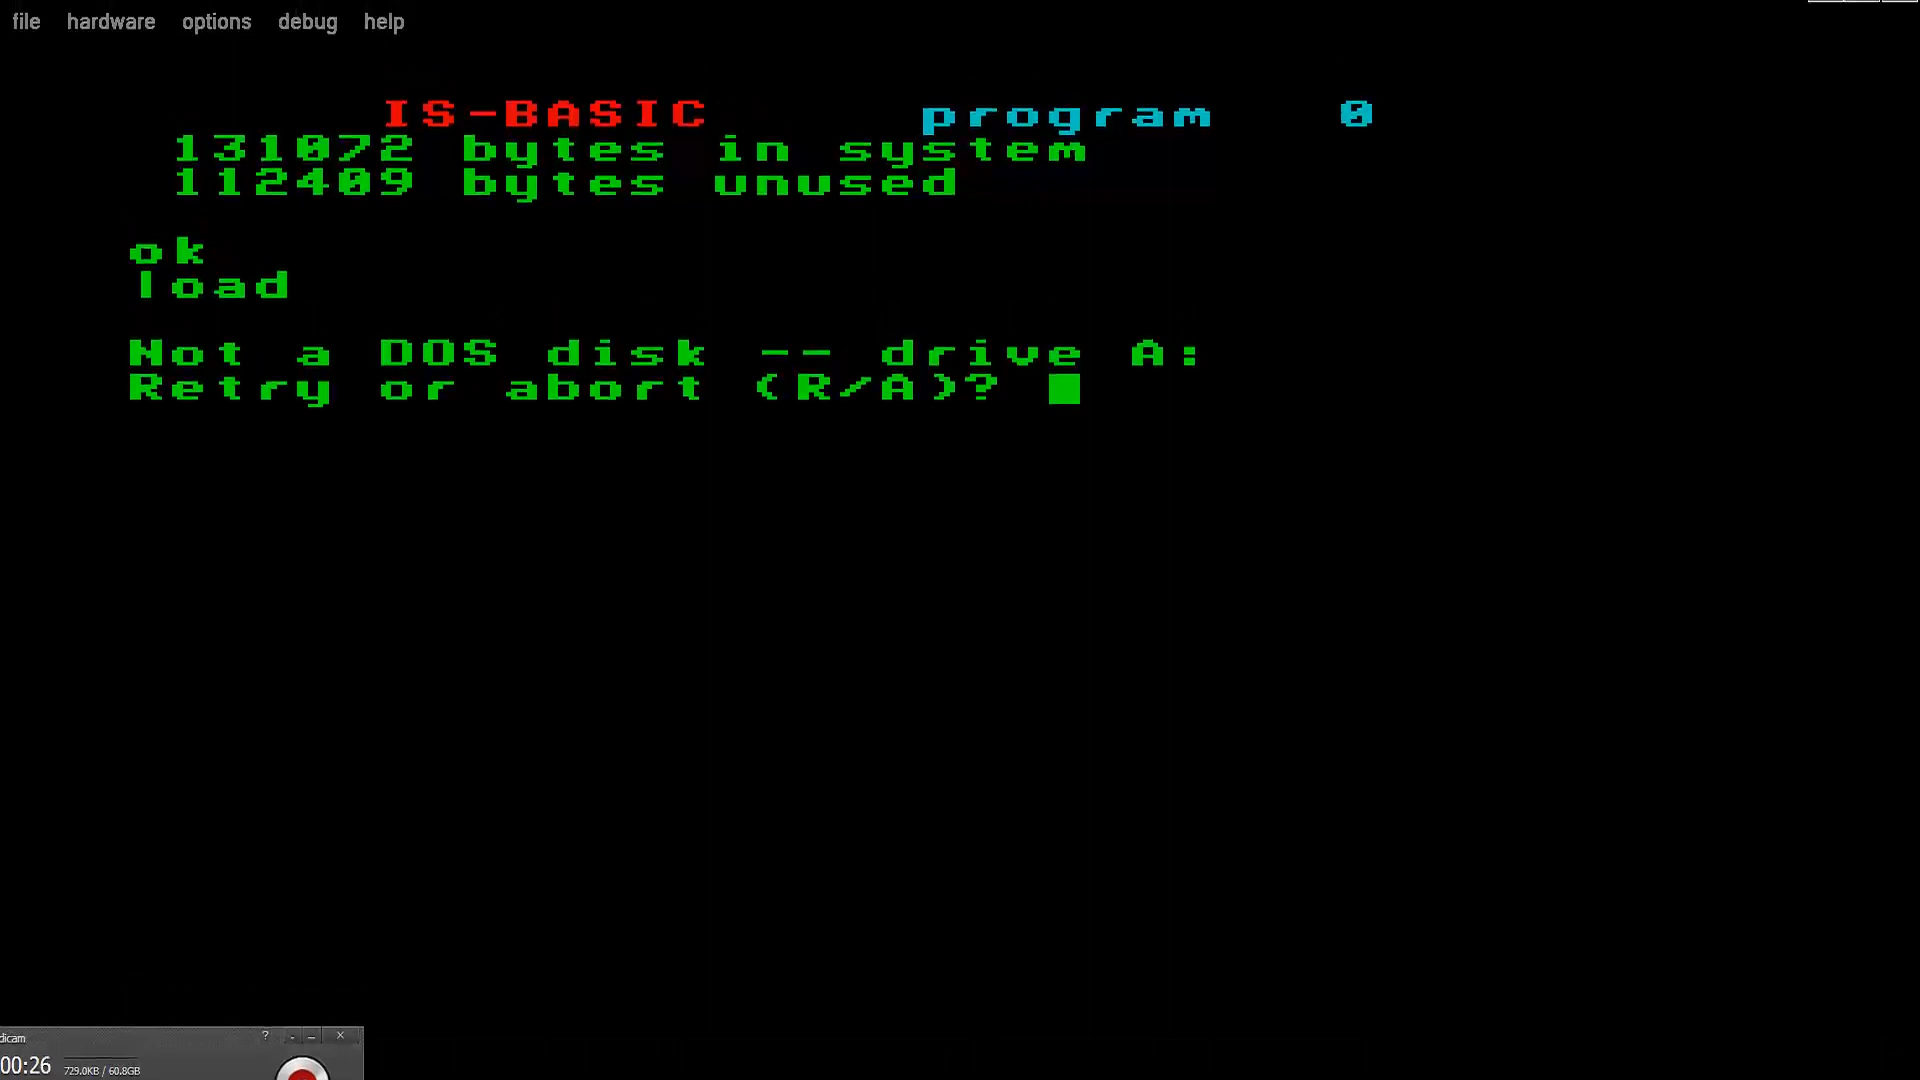 file hardware options debug help
IS-BASIC program 0
131072 bytes in system
112409 bytes unused
ok
load
Not a DOS disk -- drive A:
Retry or abort (R/A)?
dicam ? - – ×
00:26 729.0KB / 60.8GB